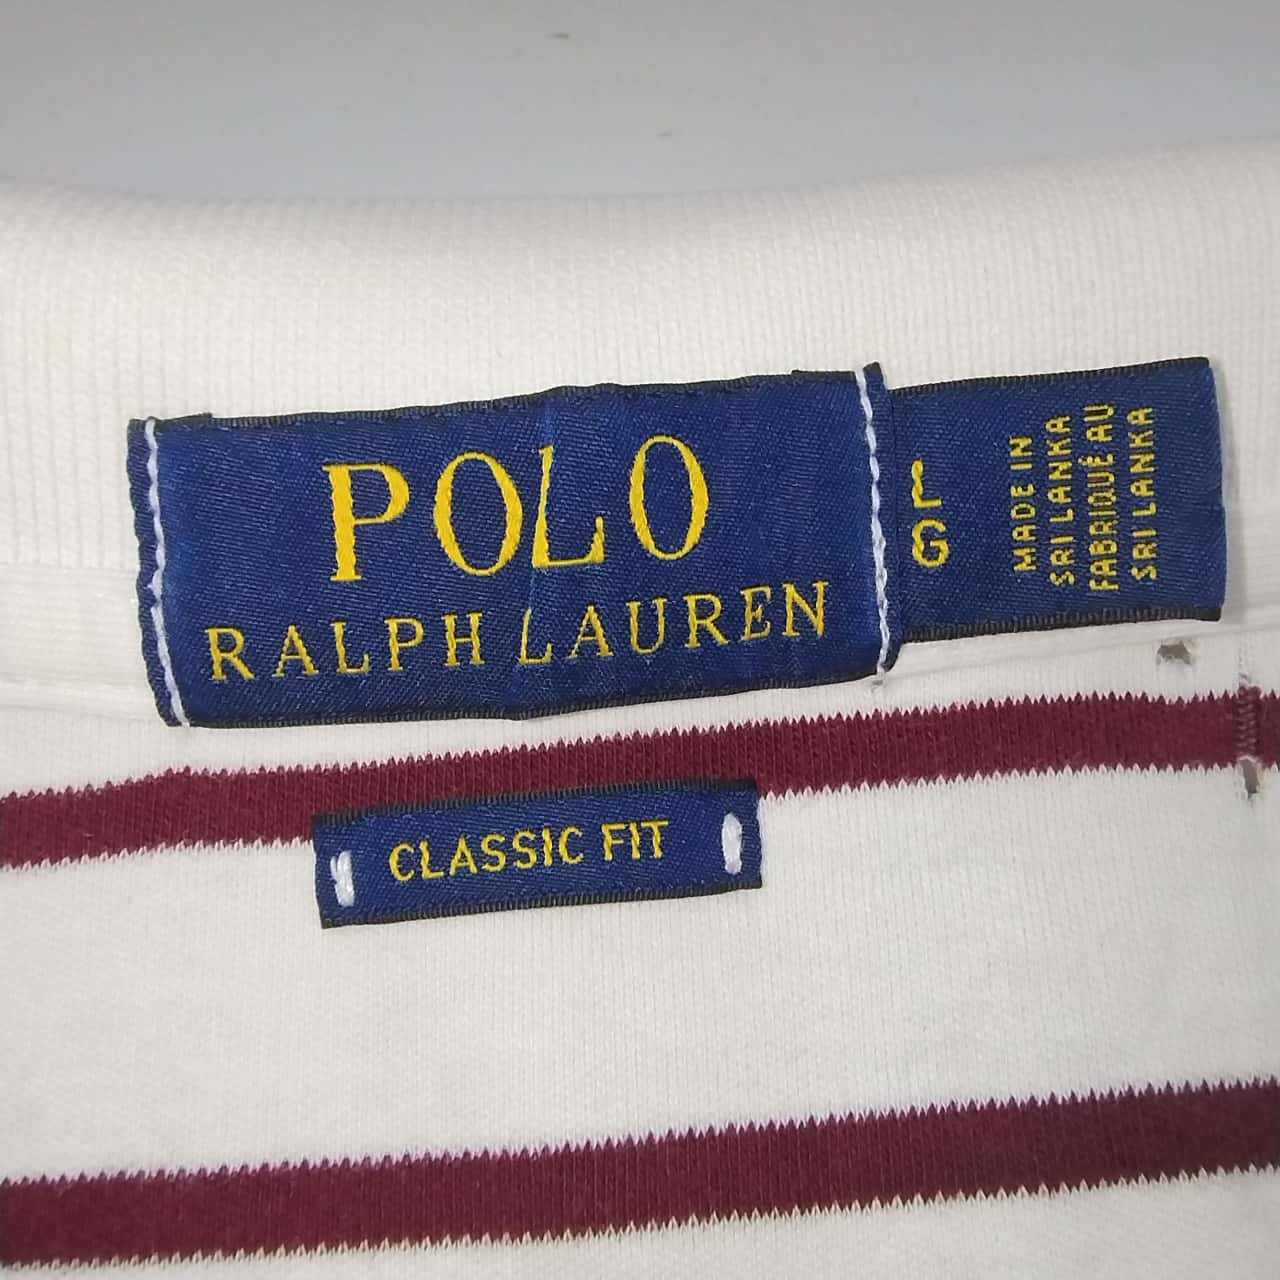 POLO
RALPH LAUREN
L
G
MADE IN
SRI LANKA
FABRIQUÉ AU
SRI LANKA
CLASSIC FIT